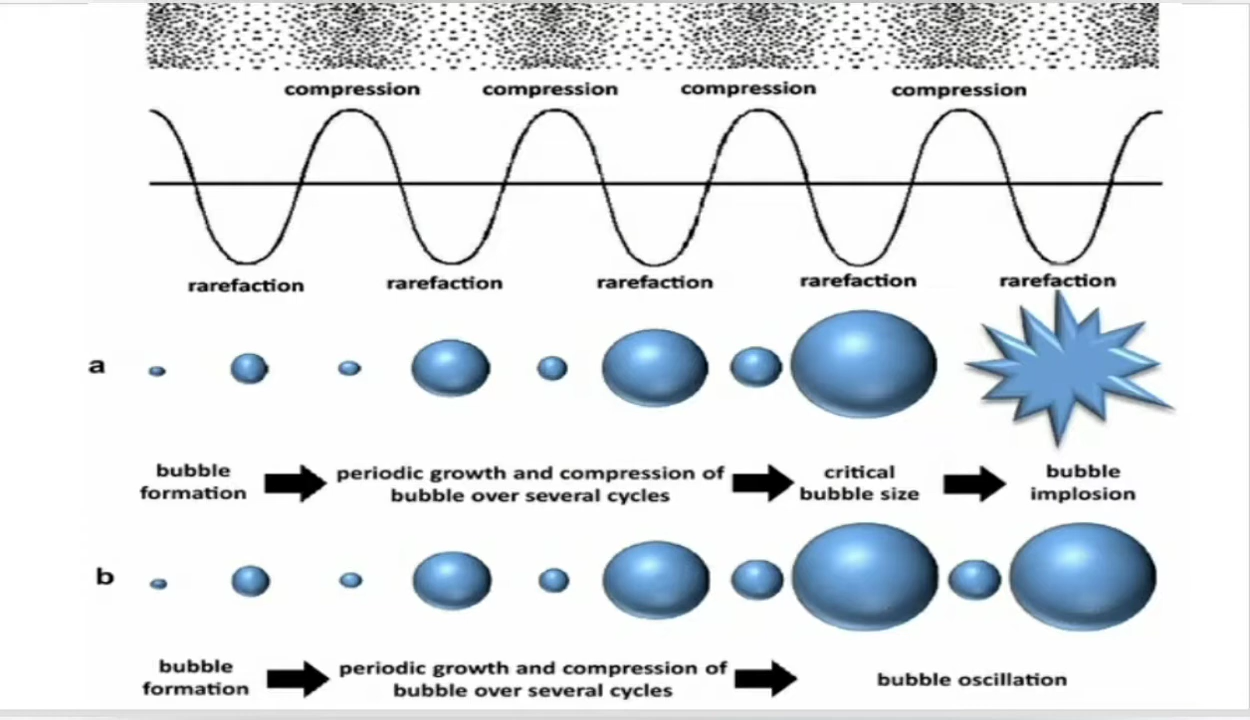 compression compression compression compression
rarefaction rarefaction rarefaction rarefaction rarefaction
a
bubble formation
periodic growth and compression of bubble over several cycles
critical bubble size
bubble implosion
b
bubble formation
periodic growth and compression of bubble over several cycles
bubble oscillation